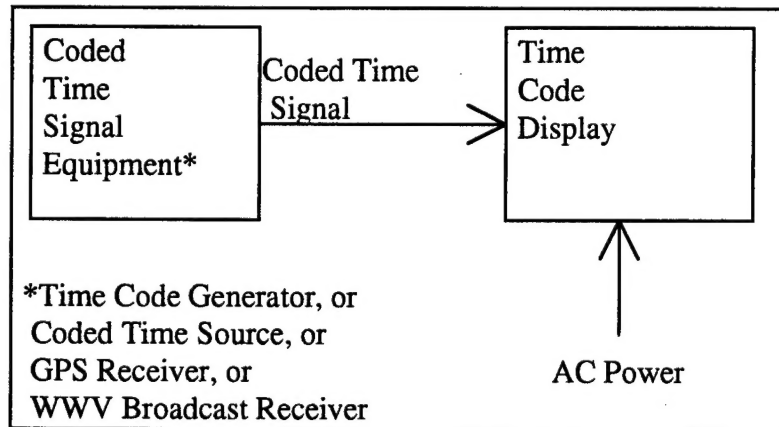 Coded
Time
Signal
Equipment*
Coded Time
Signal
Time
Code
Display
*Time Code Generator, or
Coded Time Source, or
GPS Receiver, or
WWV Broadcast Receiver
AC Power